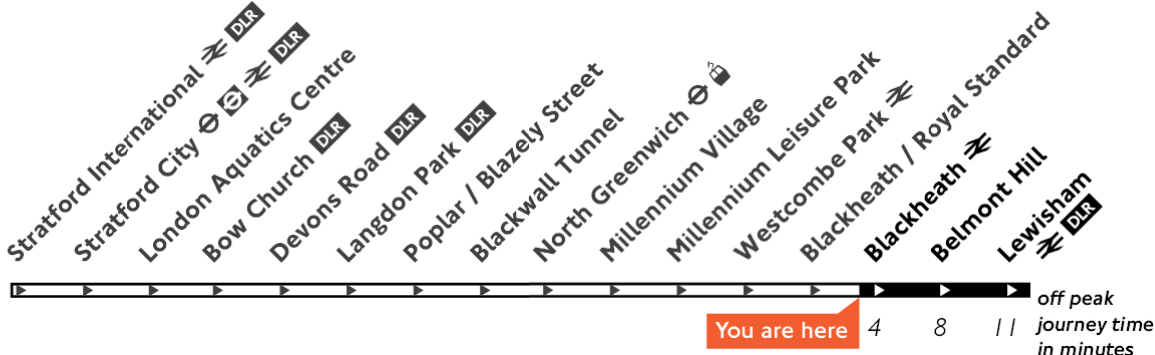 Stratford International DLR
Stratford City DLR
London Aquatics Centre
Bow Church DLR
Devons Road DLR
Langdon Park DLR
Poplar / Blazely Street
Blackwall Tunnel
North Greenwich
Millennium Village
Millennium Leisure Park
Westcombe Park
Blackheath / Royal Standard
Blackheath
Belmont Hill
Lewisham
DLR
You are here
4 8 11
off peak
journey time
in minutes